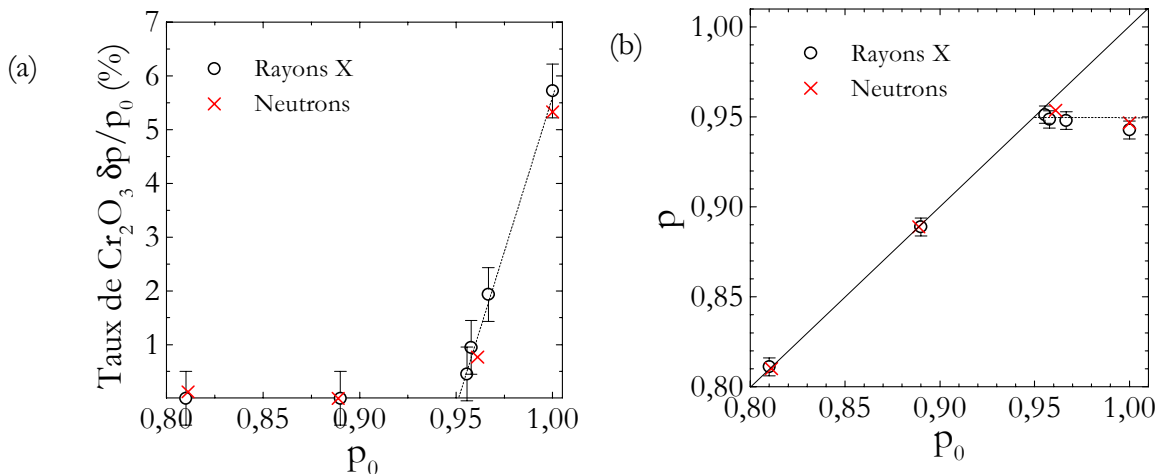 (a)
Taux de Cr2O3 δp/p0 (%)
7
6
5
4
3
2
1
0,80 0,85 0,90 0,95 1,00
p0
Rayons X
Neutrons
(b)
p
1,00
0,95
0,90
0,85
0,80
0,80 0,85 0,90 0,95 1,00
p0
Rayons X
Neutrons